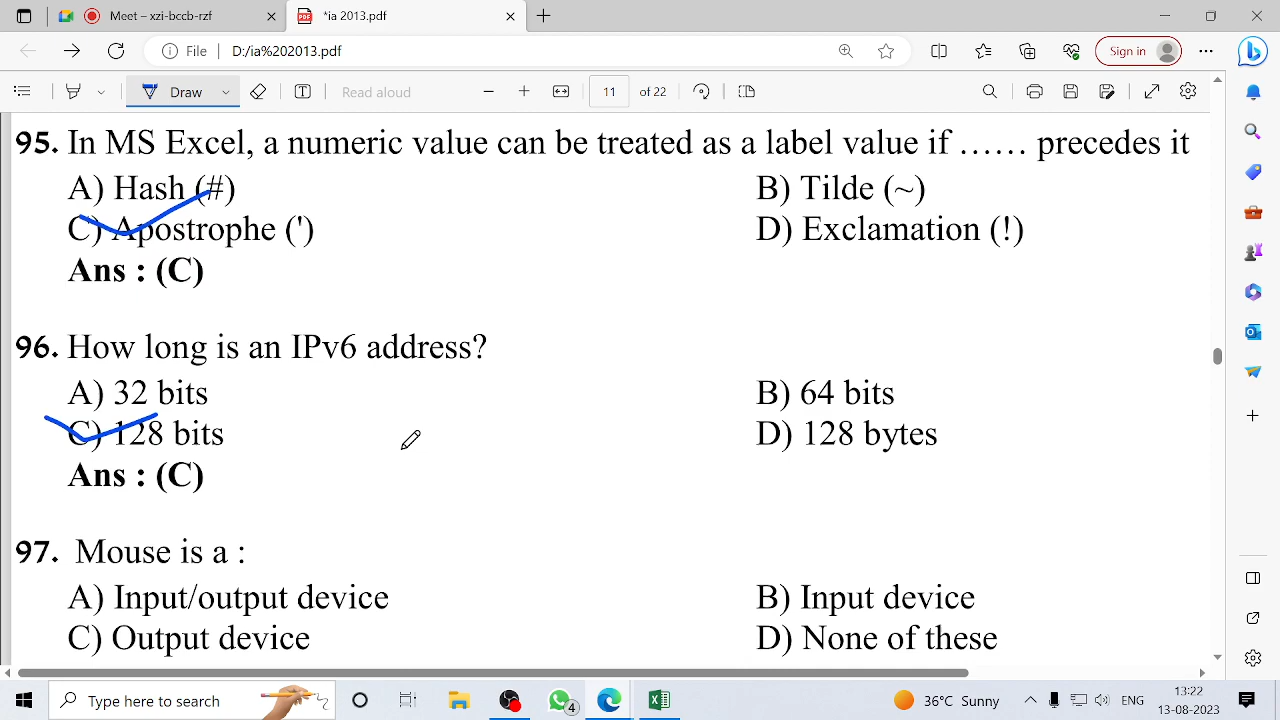 Meet – xzi-bccb-rzf
*ia 2013.pdf
File
D:/ia%202013.pdf
Sign in
Draw
Read aloud
11
of 22
95. In MS Excel, a numeric value can be treated as a label value if …… precedes it
A) Hash (#)
B) Tilde (~)
C) Apostrophe (')
D) Exclamation (!)
Ans : (C)
96. How long is an IPv6 address?
A) 32 bits
B) 64 bits
C) 128 bits
D) 128 bytes
Ans : (C)
97. Mouse is a :
A) Input/output device
B) Input device
C) Output device
D) None of these
Type here to search
4
36°C Sunny
ENG
13:22
13-08-2023